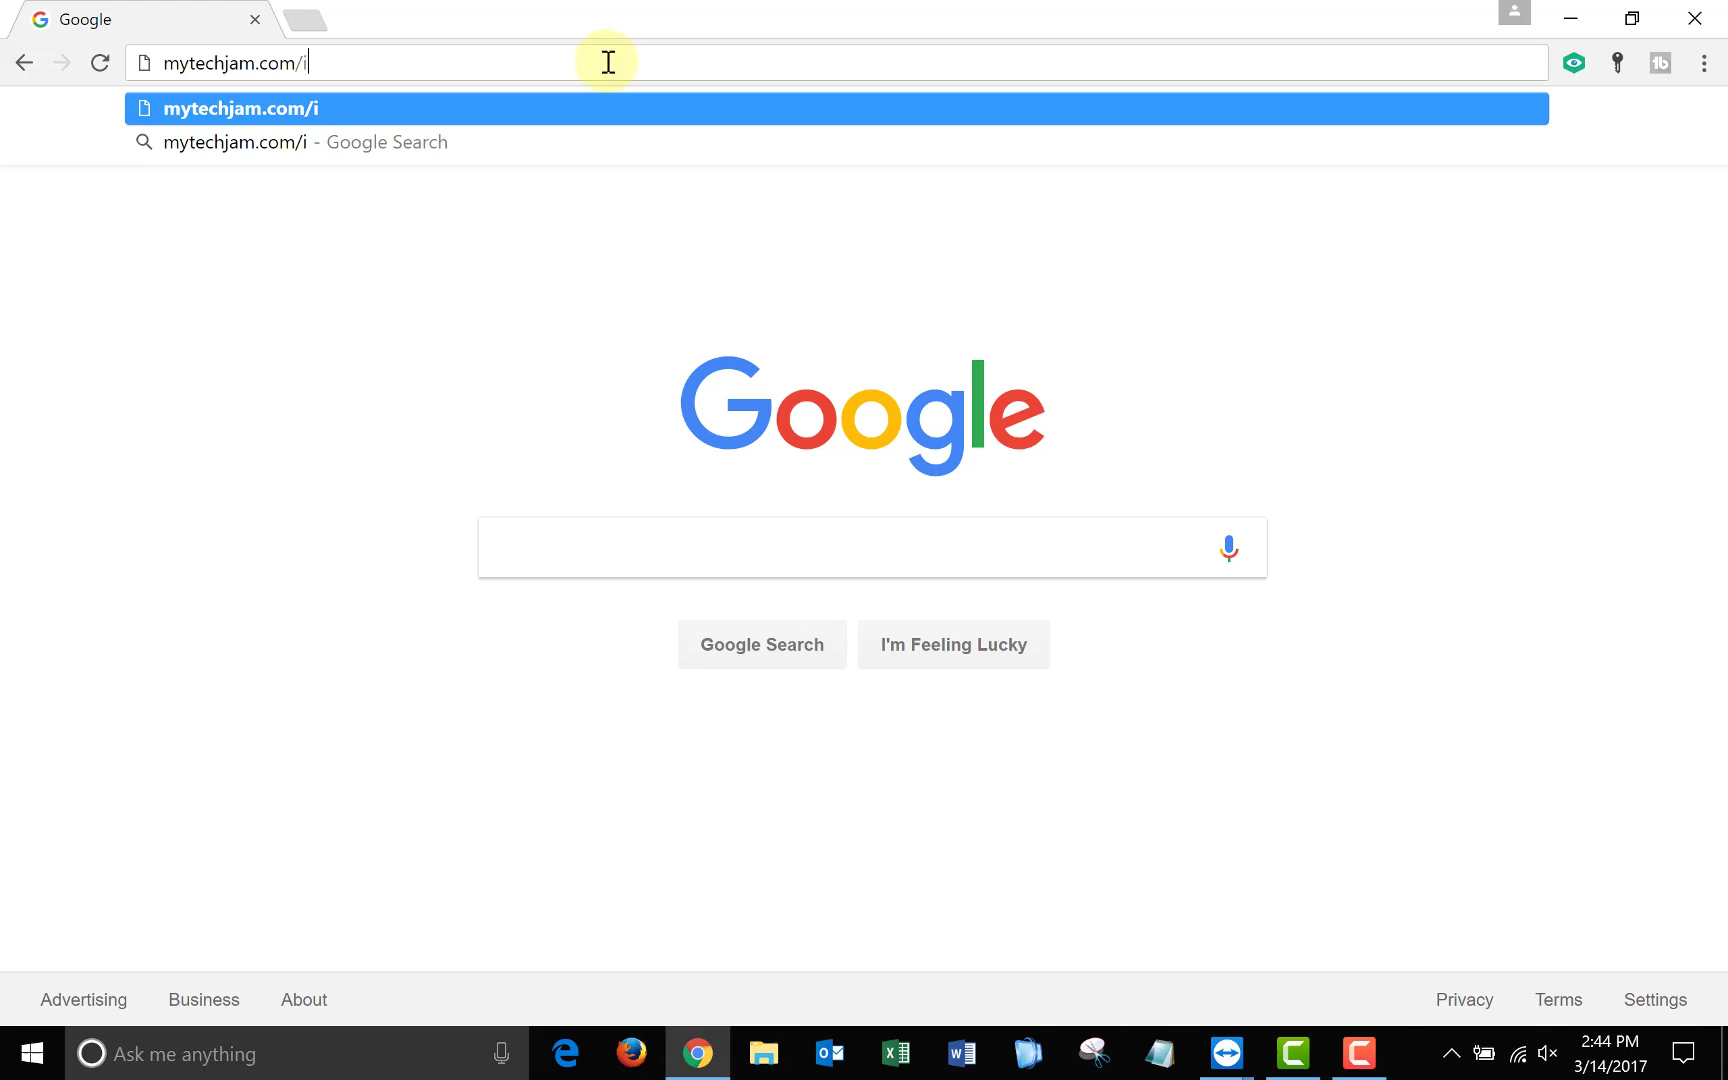 Google
mytechjam.com/i
mytechjam.com/i
mytechjam.com/i - Google Search
Google
Google Search
I'm Feeling Lucky
Advertising
Business
About
Privacy
Terms
Settings
Ask me anything
2:44 PM
3/14/2017